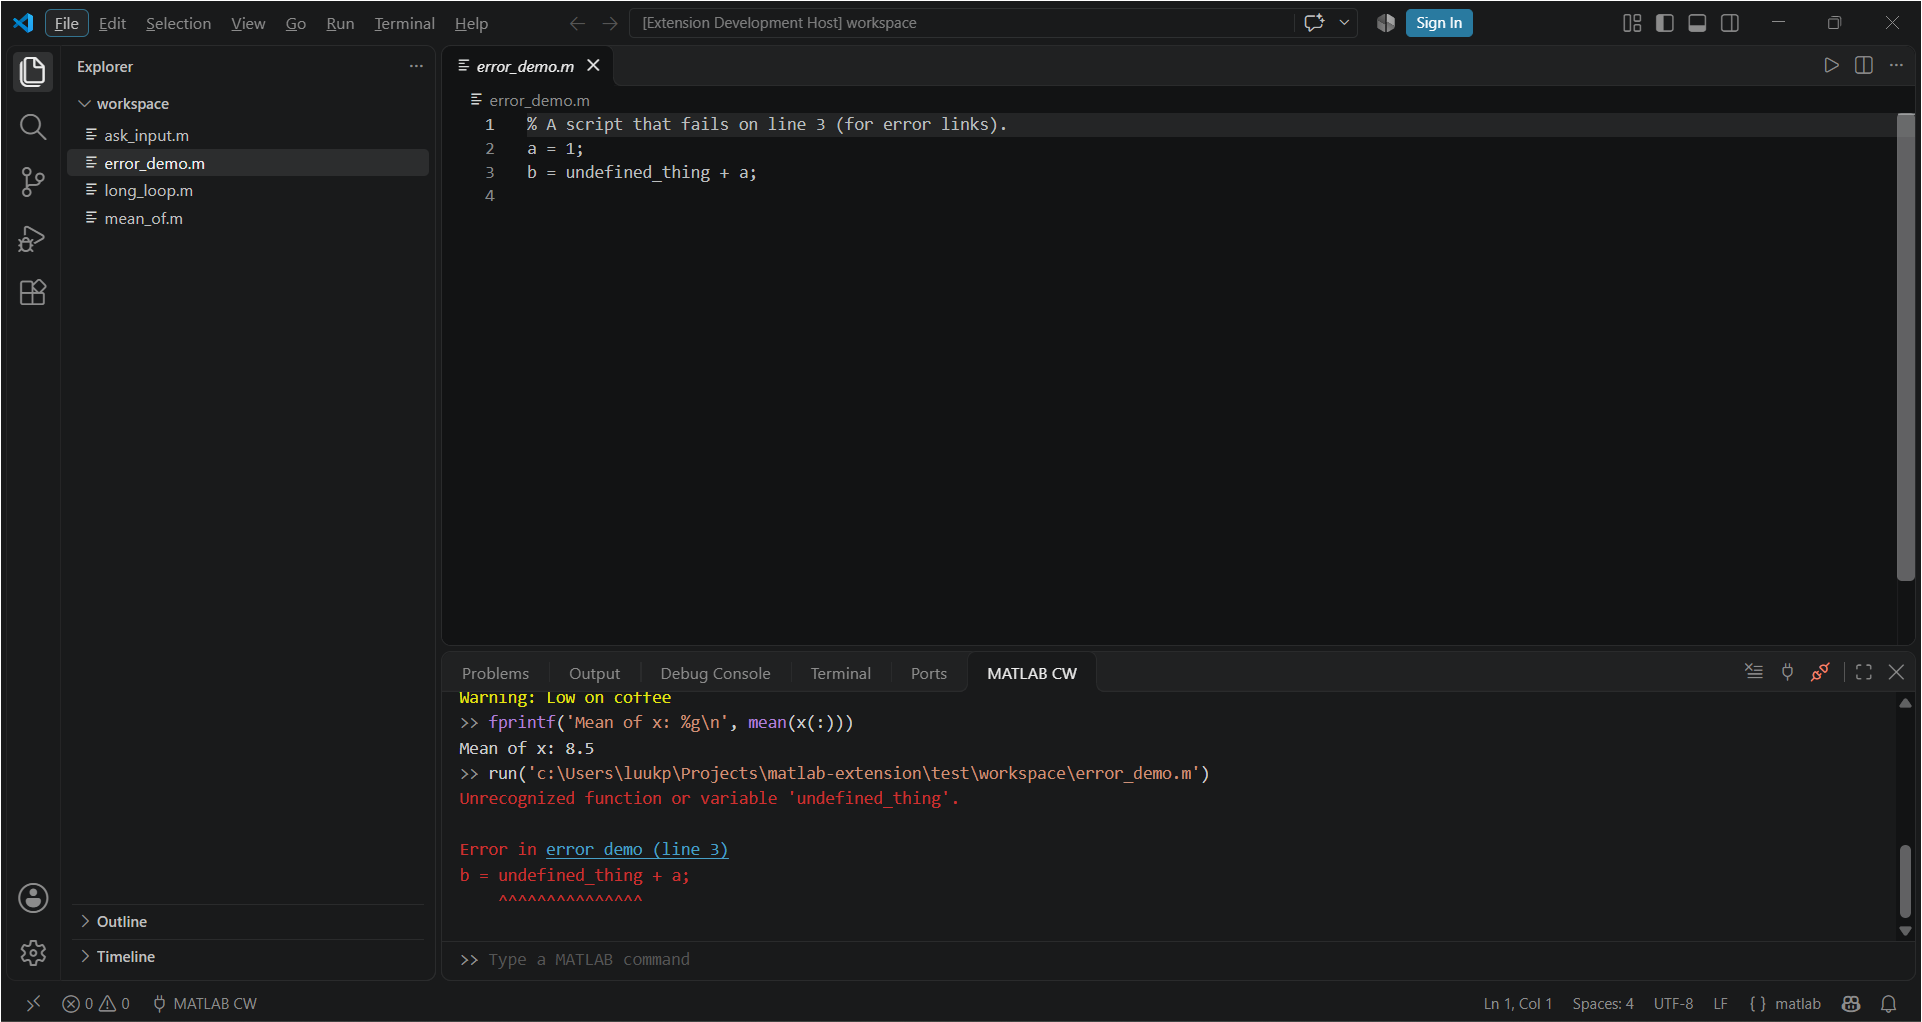 File Edit Selection View Go Run Terminal Help
[Extension Development Host] workspace
Sign In
Explorer
workspace
ask_input.m
error_demo.m
long_loop.m
mean_of.m
Outline
Timeline
error_demo.m
error_demo.m
1 % A script that fails on line 3 (for error links).
2 a = 1;
3 b = undefined_thing + a;
4
Problems Output Debug Console Terminal Ports MATLAB CW
Warning: Low on coffee
>> fprintf('Mean of x: %g\n', mean(x(:)))
Mean of x: 8.5
>> run('c:\Users\luukp\Projects\matlab-extension\test\workspace\error_demo.m')
Unrecognized function or variable 'undefined_thing'.
Error in error_demo (line 3)
b = undefined_thing + a;
^^^^^^^^^^^^^^^
>> Type a MATLAB command
0 0 MATLAB CW
Ln 1, Col 1 Spaces: 4 UTF-8 LF { } matlab